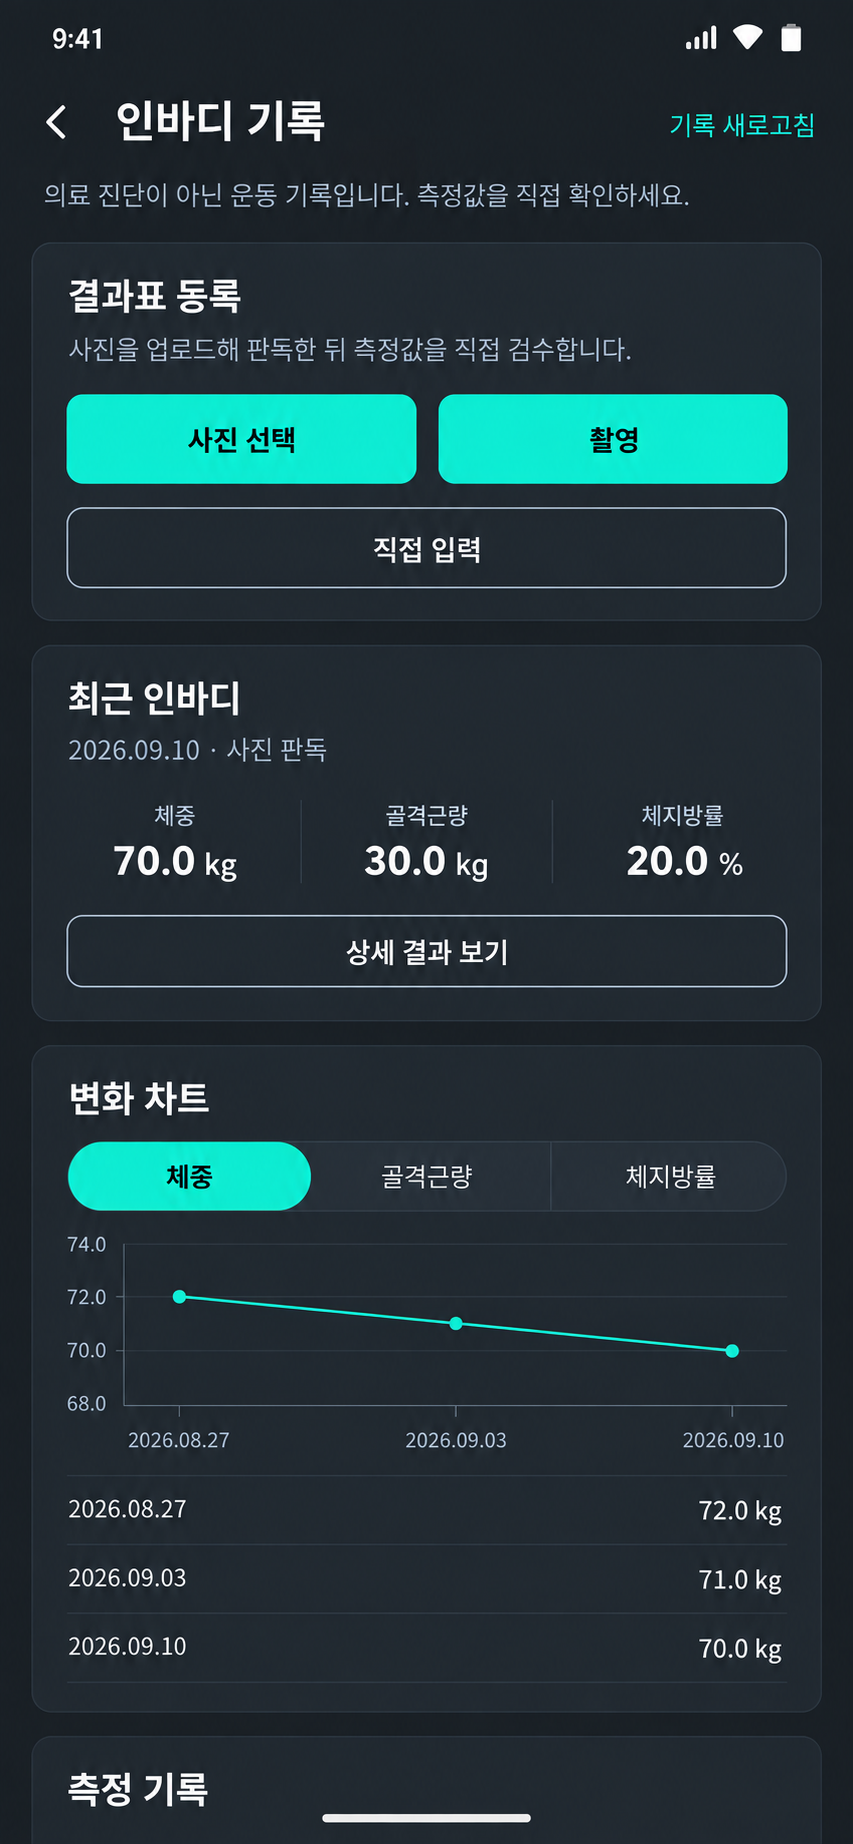 9:41
인바디 기록
기록 새로고침
의료 진단이 아닌 운동 기록입니다. 측정값을 직접 확인하세요.
결과표 등록
사진을 업로드해 판독한 뒤 측정값을 직접 검수합니다.
사진 선택
촬영
직접 입력
최근 인바디
2026.09.10 · 사진 판독
체중
골격근량
체지방률
70.0 kg
30.0 kg
20.0 %
상세 결과 보기
변화 차트
체중
골격근량
체지방률
74.0
72.0
70.0
68.0
2026.08.27
2026.09.03
2026.09.10
2026.08.27
72.0 kg
2026.09.03
71.0 kg
2026.09.10
70.0 kg
측정 기록